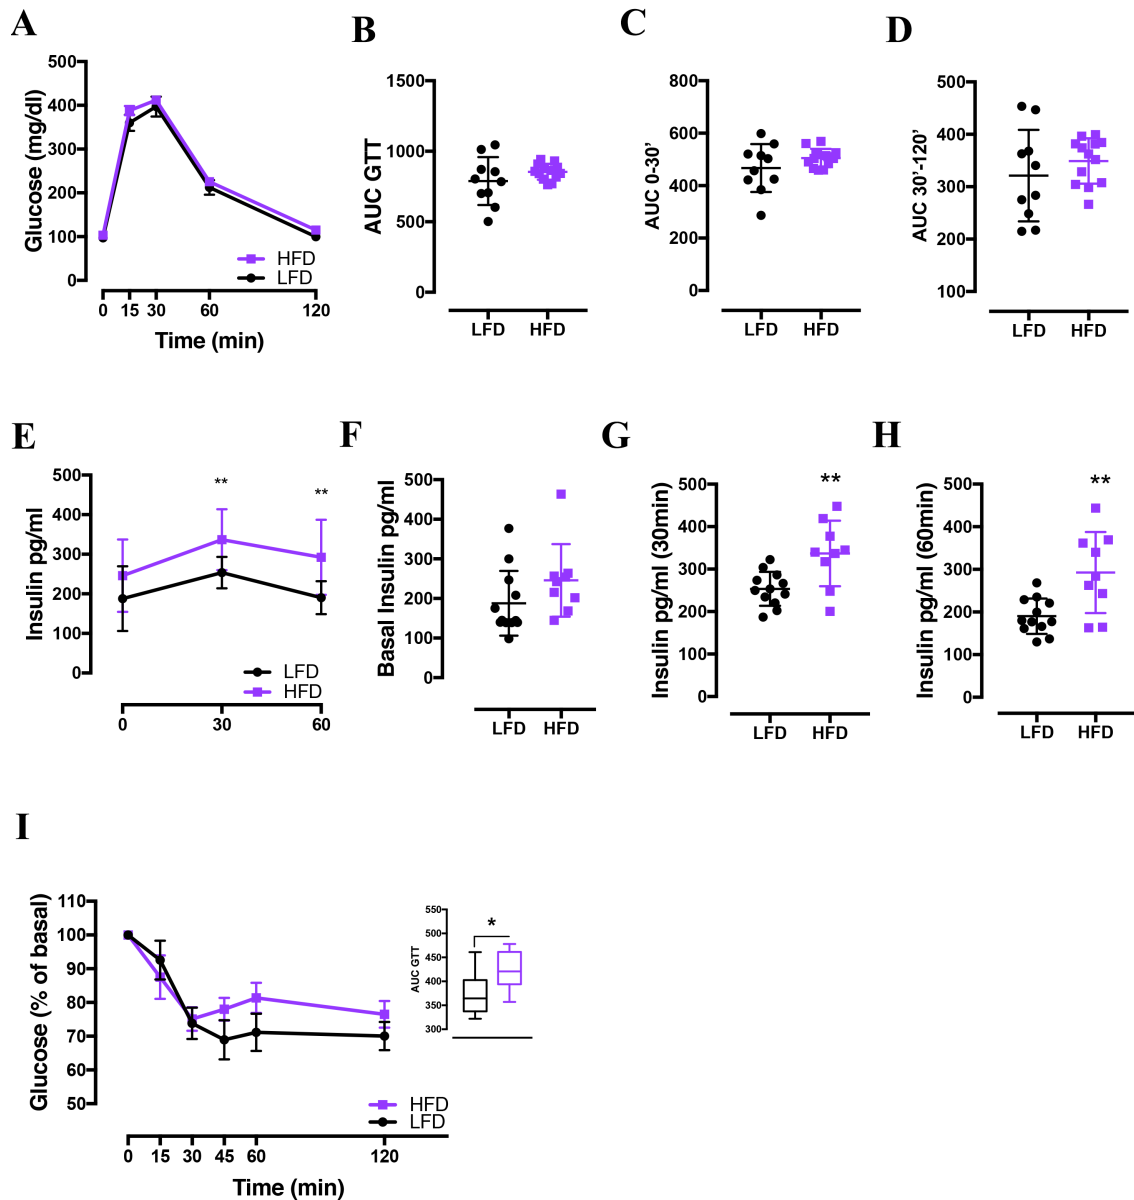 A
Glucose (mg/dl)
500
400
300
200
100
0
HFD
LFD
0 15 30 60 120
Time (min)
B
AUC GTT
1500
1000
500
0
LFD HFD
C
AUC 0-30'
800
600
400
200
0
LFD HFD
D
AUC 30'-120'
500
400
300
200
100
LFD HFD
E
Insulin pg/ml
500
400
300
200
100
0
** **
LFD
HFD
0 30 60
F
Basal Insulin pg/ml
500
400
300
200
100
0
LFD HFD
G
Insulin pg/ml (30min)
500
400
300
200
100
0
**
LFD HFD
H
Insulin pg/ml (60min)
500
400
300
200
100
0
**
LFD HFD
I
Glucose (% of basal)
110
100
90
80
70
60
50
HFD
LFD
0 15 30 45 60 120
Time (min)
AUC GTT
550
500
450
400
350
300
*